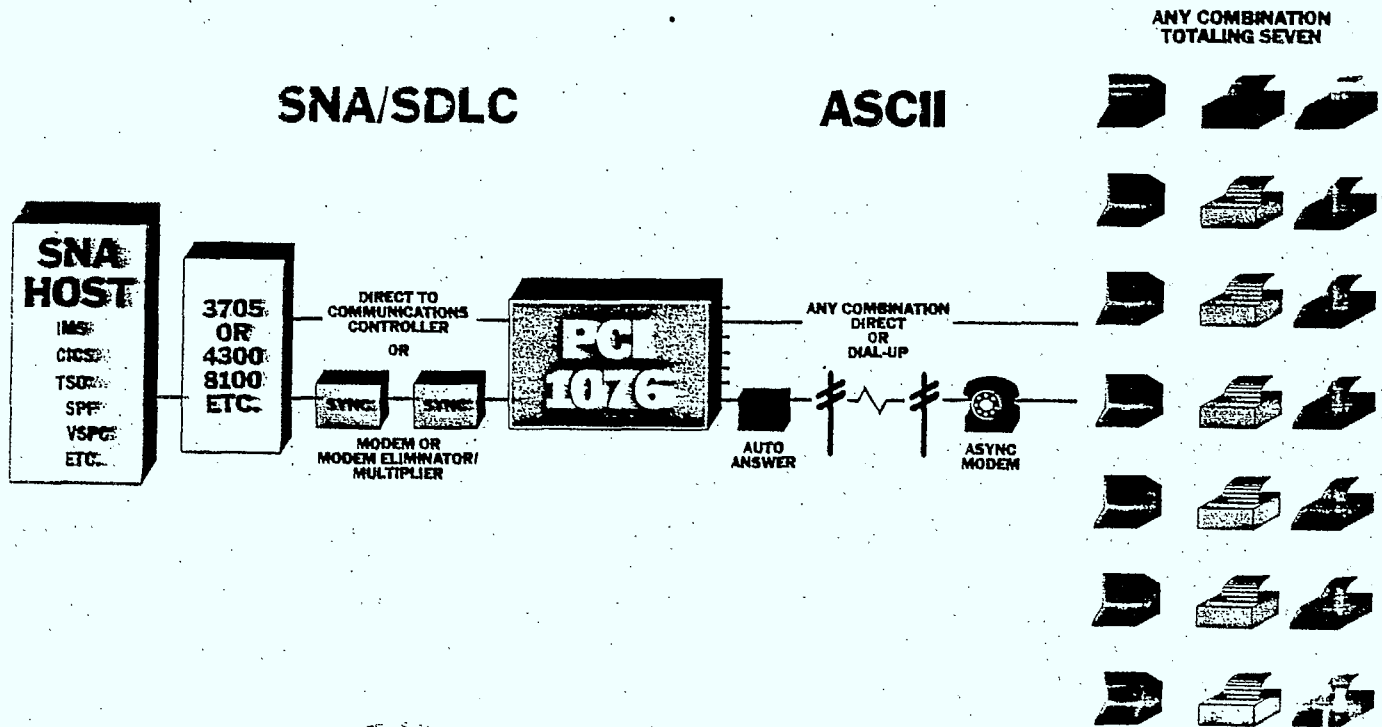 ANY COMBINATION
TOTALING SEVEN
SNA/SDLC
ASCII
SNA
HOST
IMS
CICS
TSO
SPF
VSPC
ETC.
3705
OR
4300
8100
ETC.
DIRECT TO
COMMUNICATIONS
CONTROLLER
OR
SYNC
SYNC
MODEM OR
MODEM ELIMINATOR/
MULTIPLIER
PCI
1076
ANY COMBINATION
DIRECT
OR
DIAL-UP
AUTO
ANSWER
ASYNC
MODEM